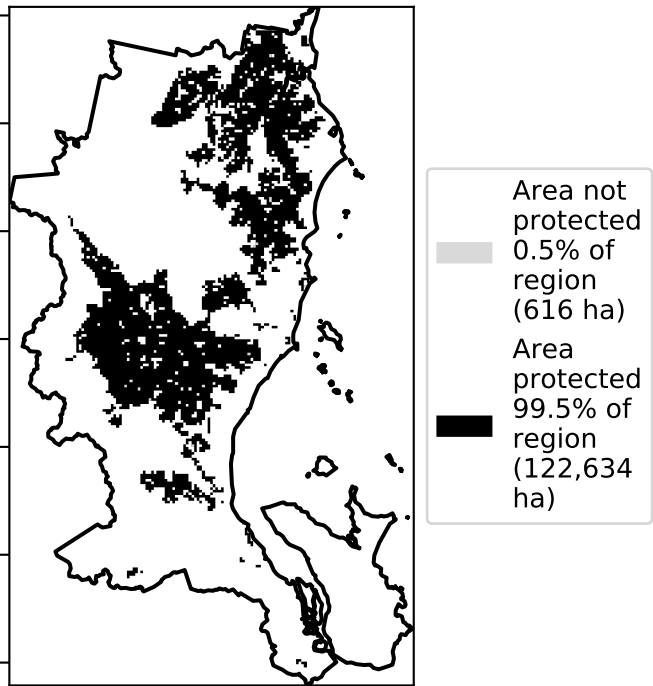 Area not
protected
0.5% of
region
(616 ha)
Area
protected
99.5% of
region
(122,634
ha)